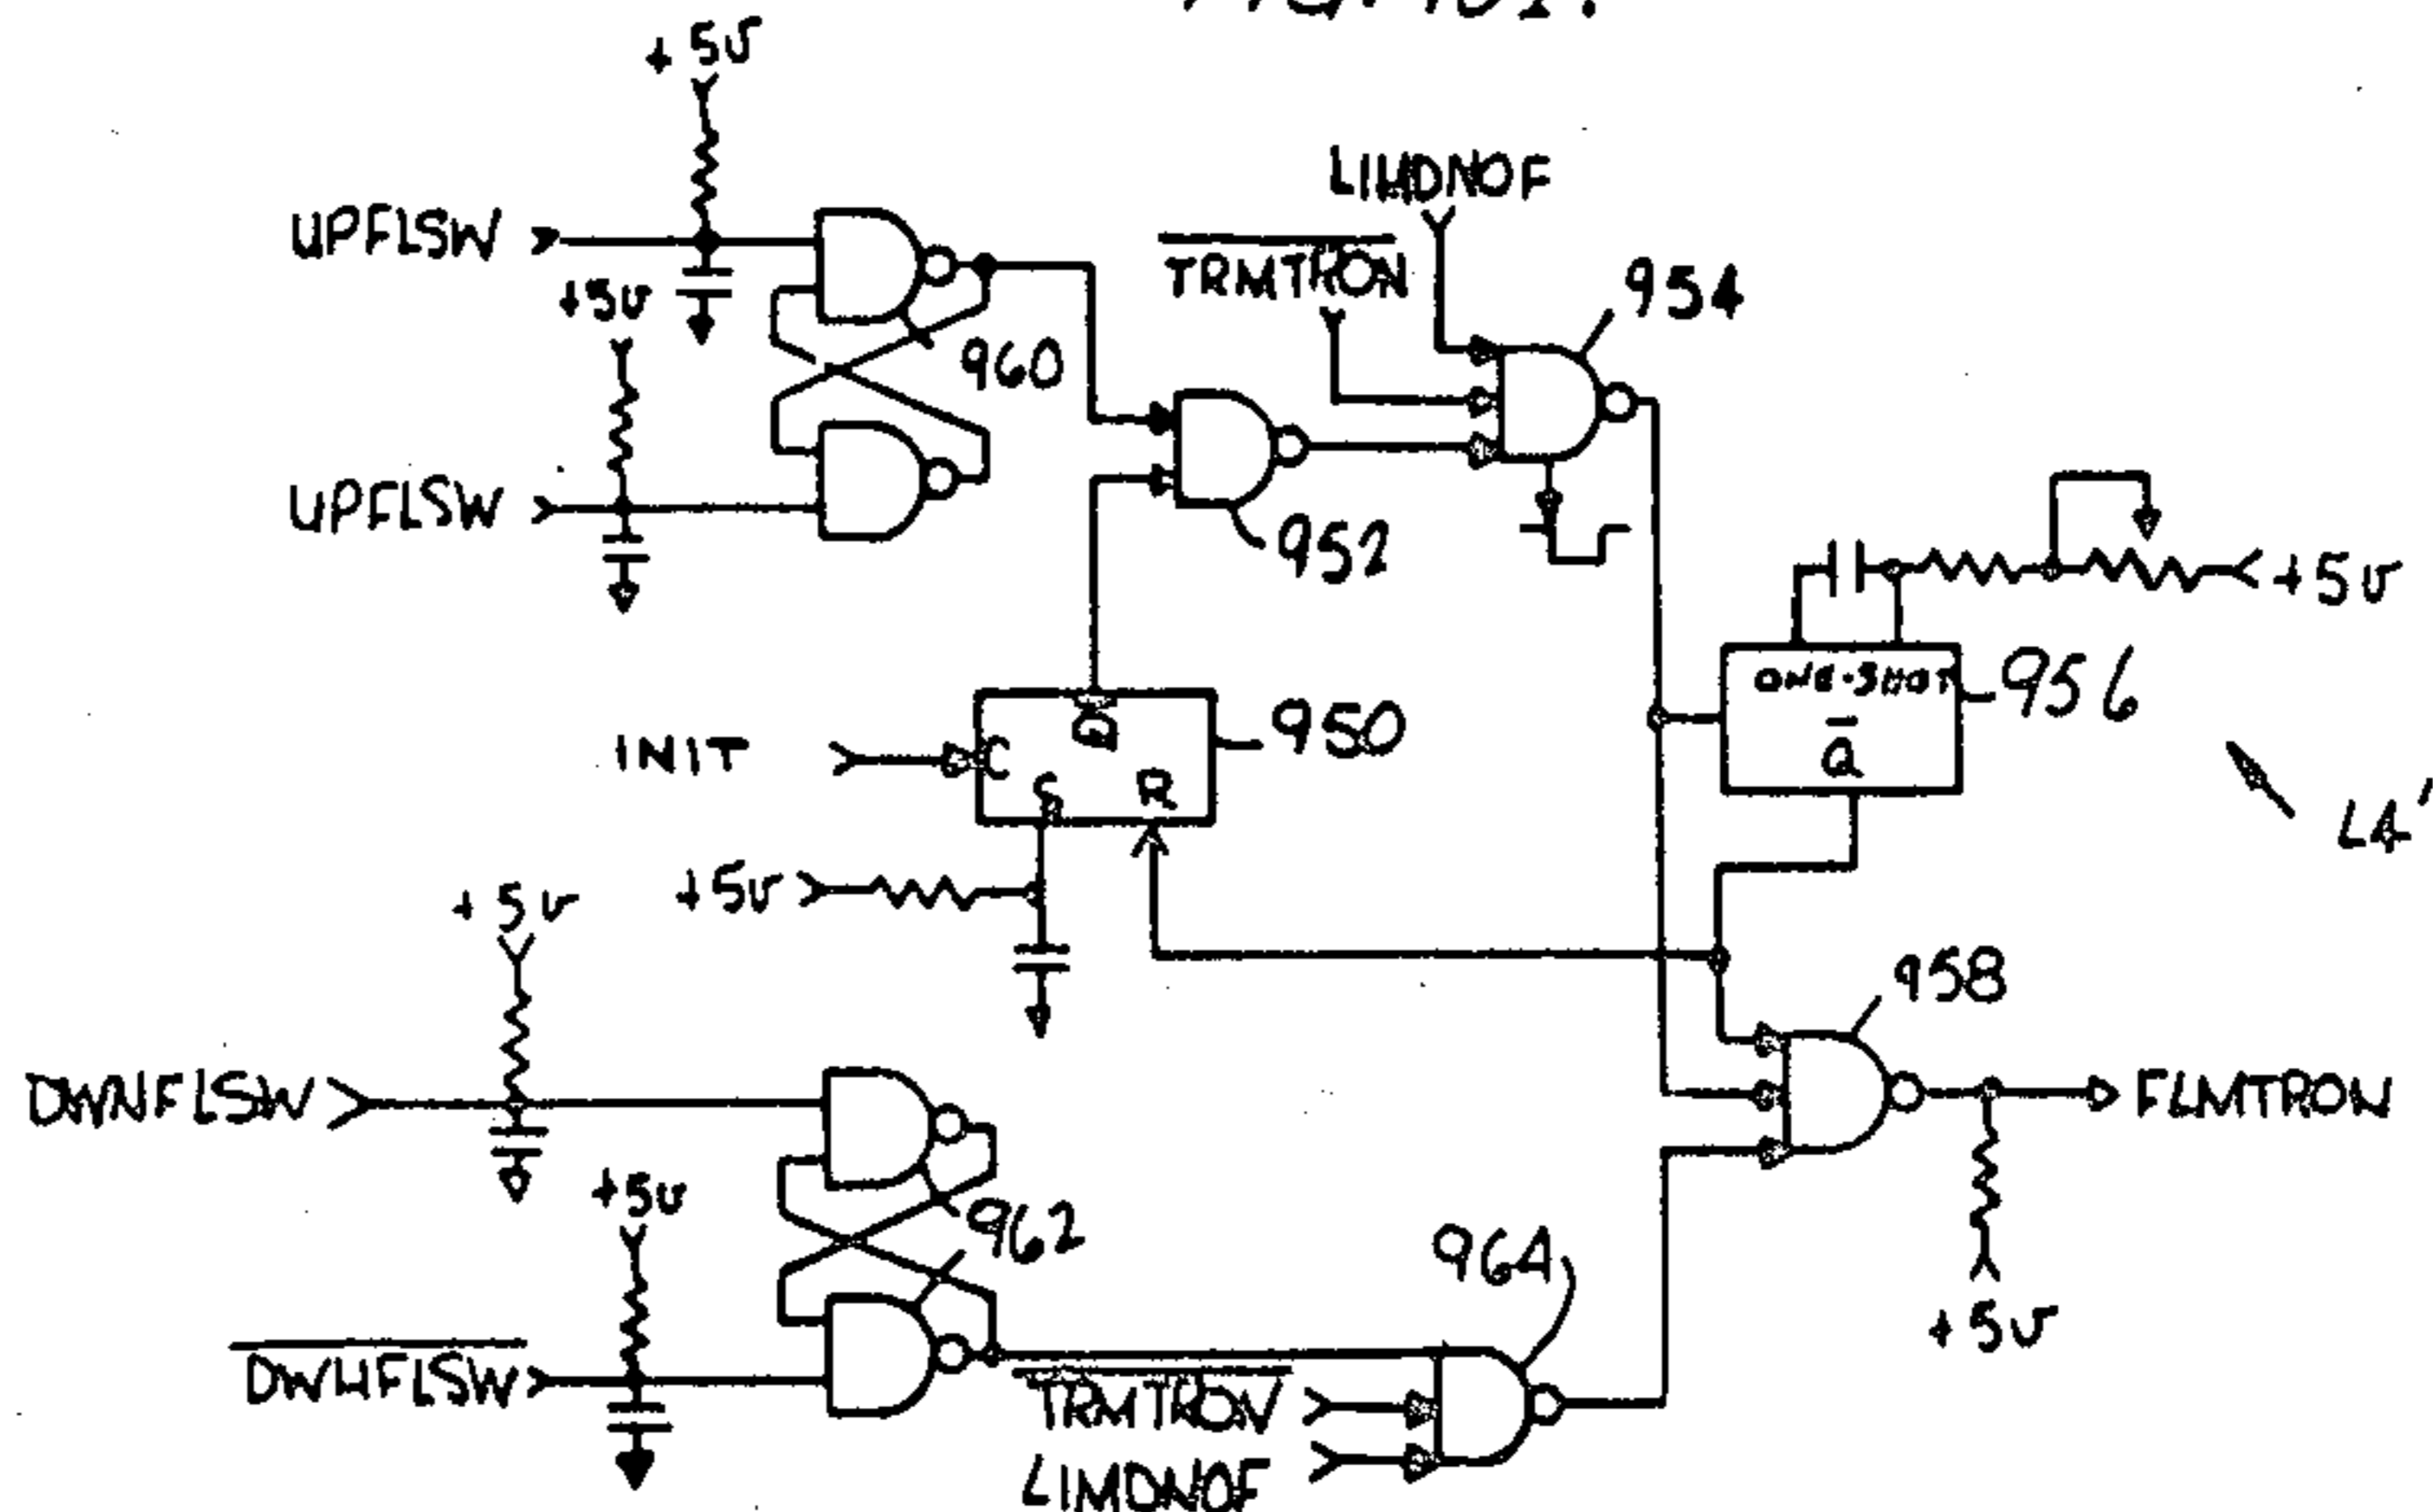 +5v
UPFLSW
+5v
960
UPFLSW
LIMDNOF
TRMTRON
954
952
+5v
ONE-SHOT
Q
956
L4'
INIT
C
Q
S
R
950
+5v
+5v
DWNFLSW
962
+5v
DWNFLSW
TRMTRON
LIMDNOF
964
958
FLMTRON
+5v